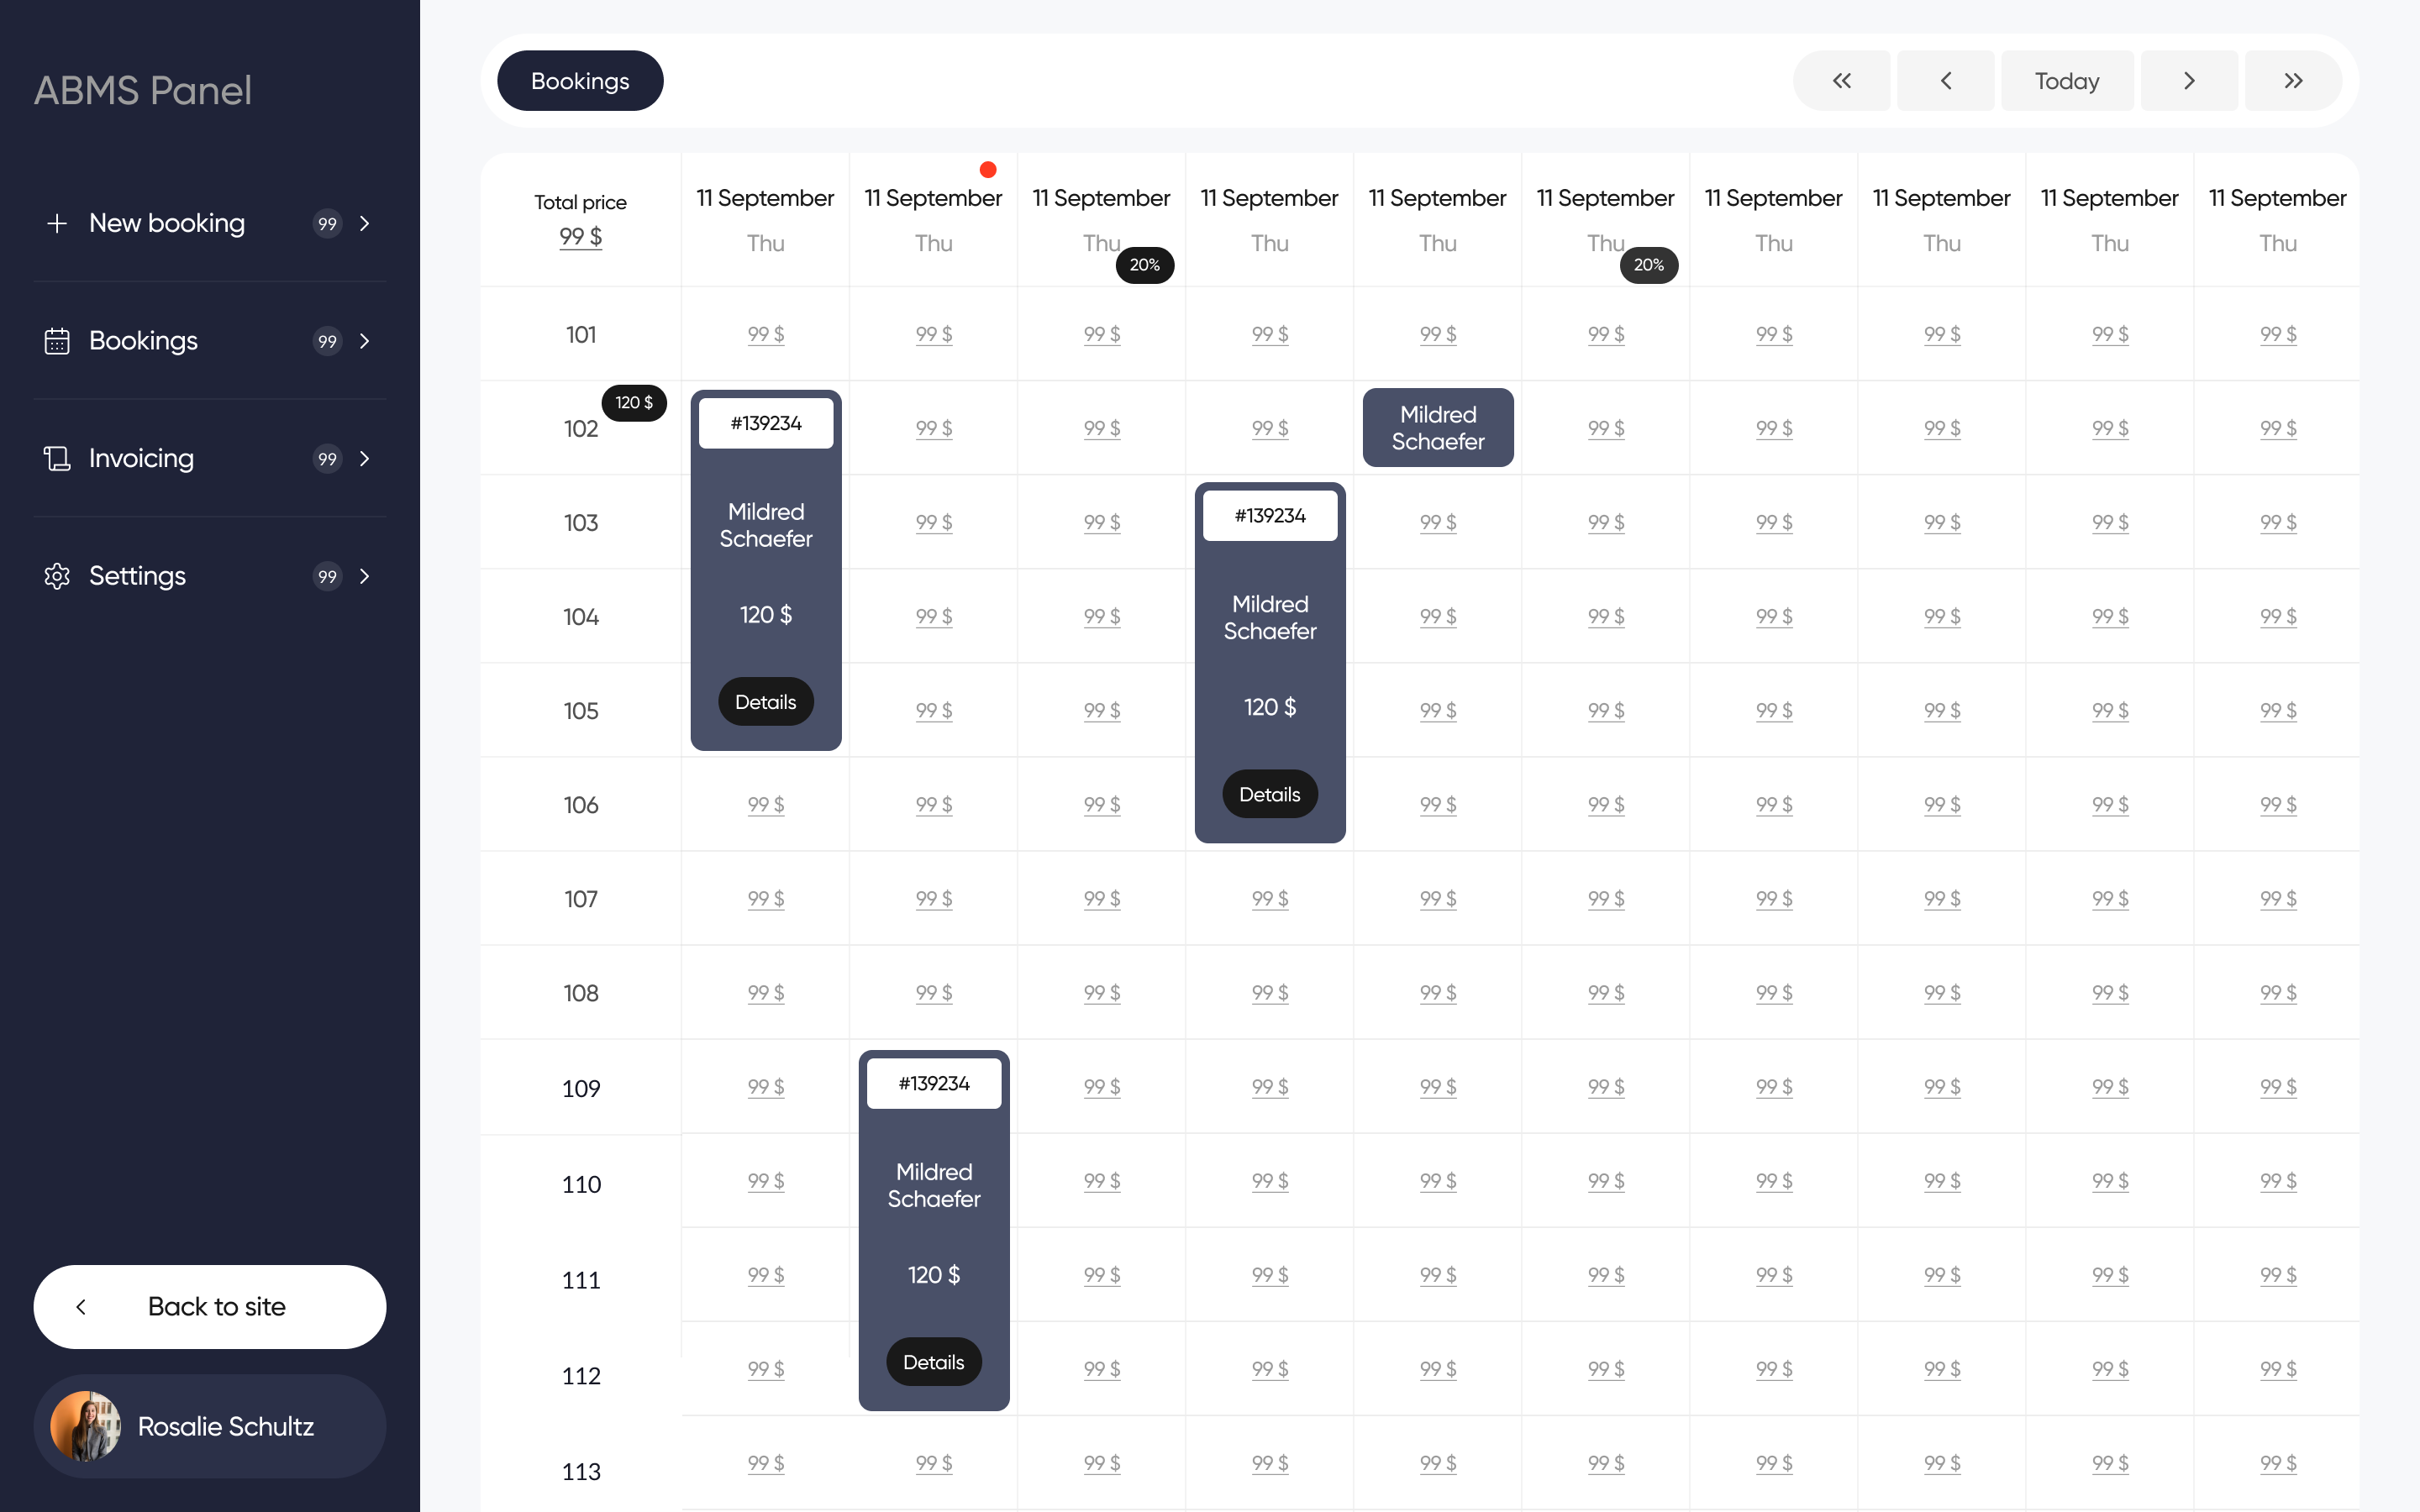 ABMS Panel
New booking 99
Bookings 99
Invoicing 99
Settings 99
Back to site
Rosalie Schultz
Bookings Today
Total price 11 September 11 September 11 September 11 September 11 September 11 September 11 September 11 September 11 September 11 September
99 $ Thu Thu Thu Thu Thu Thu Thu Thu Thu Thu
20% 20%
101 99 $ 99 $ 99 $ 99 $ 99 $ 99 $ 99 $ 99 $ 99 $ 99 $
120 $
102 #139234 99 $ 99 $ 99 $ Mildred Schaefer 99 $ 99 $ 99 $ 99 $ 99 $
103 Mildred Schaefer 99 $ 99 $ #139234 99 $ 99 $ 99 $ 99 $ 99 $ 99 $
104 120 $ 99 $ 99 $ Mildred Schaefer 99 $ 99 $ 99 $ 99 $ 99 $ 99 $
105 Details 99 $ 99 $ 120 $ 99 $ 99 $ 99 $ 99 $ 99 $ 99 $
106 99 $ 99 $ 99 $ Details 99 $ 99 $ 99 $ 99 $ 99 $ 99 $
107 99 $ 99 $ 99 $ 99 $ 99 $ 99 $ 99 $ 99 $ 99 $ 99 $
108 99 $ 99 $ 99 $ 99 $ 99 $ 99 $ 99 $ 99 $ 99 $ 99 $
109 99 $ #139234 99 $ 99 $ 99 $ 99 $ 99 $ 99 $ 99 $ 99 $
110 99 $ Mildred Schaefer 99 $ 99 $ 99 $ 99 $ 99 $ 99 $ 99 $ 99 $
111 99 $ 120 $ 99 $ 99 $ 99 $ 99 $ 99 $ 99 $ 99 $ 99 $
112 99 $ Details 99 $ 99 $ 99 $ 99 $ 99 $ 99 $ 99 $ 99 $
113 99 $ 99 $ 99 $ 99 $ 99 $ 99 $ 99 $ 99 $ 99 $ 99 $